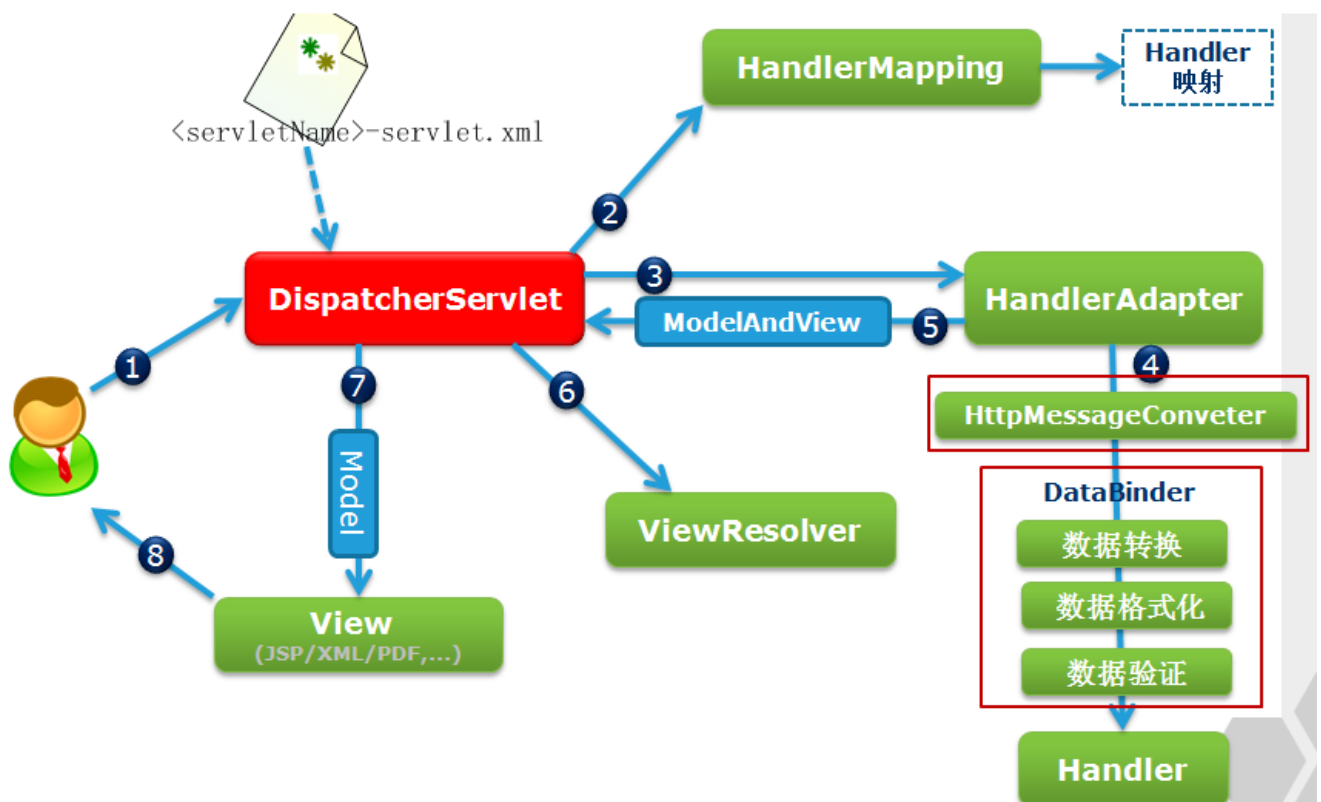 <servletName>-servlet.xml
HandlerMapping
Handler
映射
2
DispatcherServlet
3
HandlerAdapter
ModelAndView
5
1
7
6
4
HttpMessageConveter
Model
DataBinder
ViewResolver
数据转换
8
数据格式化
View
(JSP/XML/PDF,...)
数据验证
Handler